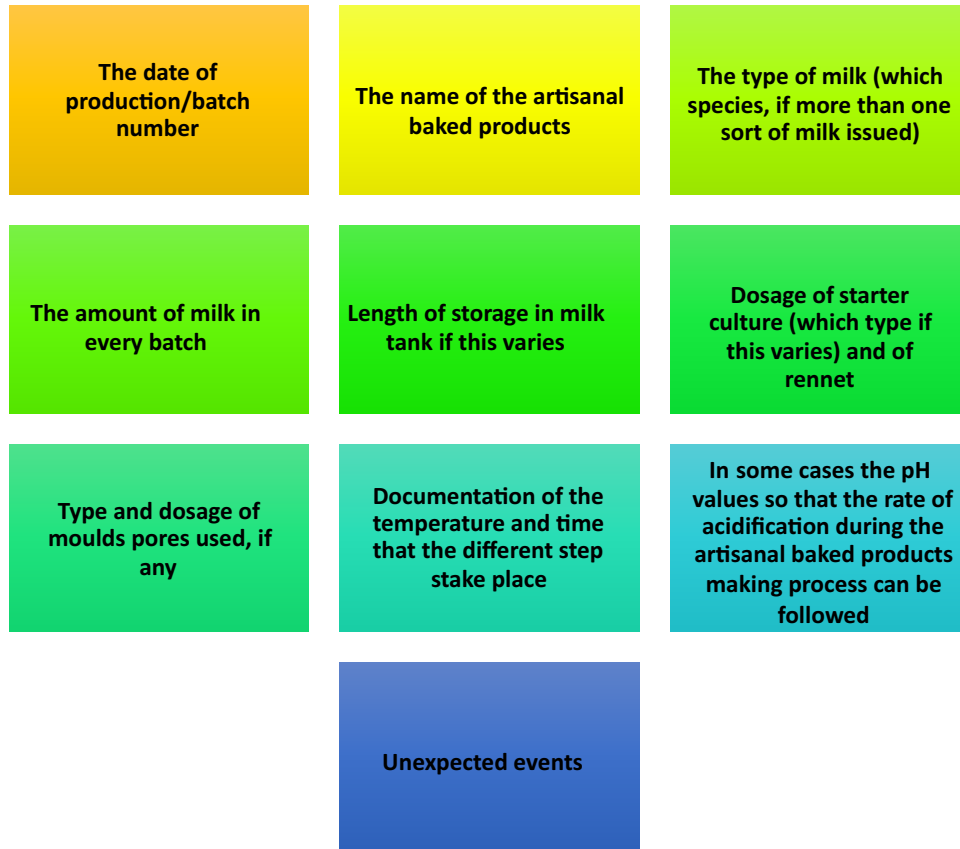 The date of
production/batch
number
The name of the artisanal
baked products
The type of milk (which
species, if more than one
sort of milk issued)
The amount of milk in
every batch
Length of storage in milk
tank if this varies
Dosage of starter
culture (which type if
this varies) and of
rennet
Type and dosage of
moulds pores used, if
any
Documentation of the
temperature and time
that the different step
stake place
In some cases the pH
values so that the rate of
acidification during the
artisanal baked products
making process can be
followed
Unexpected events